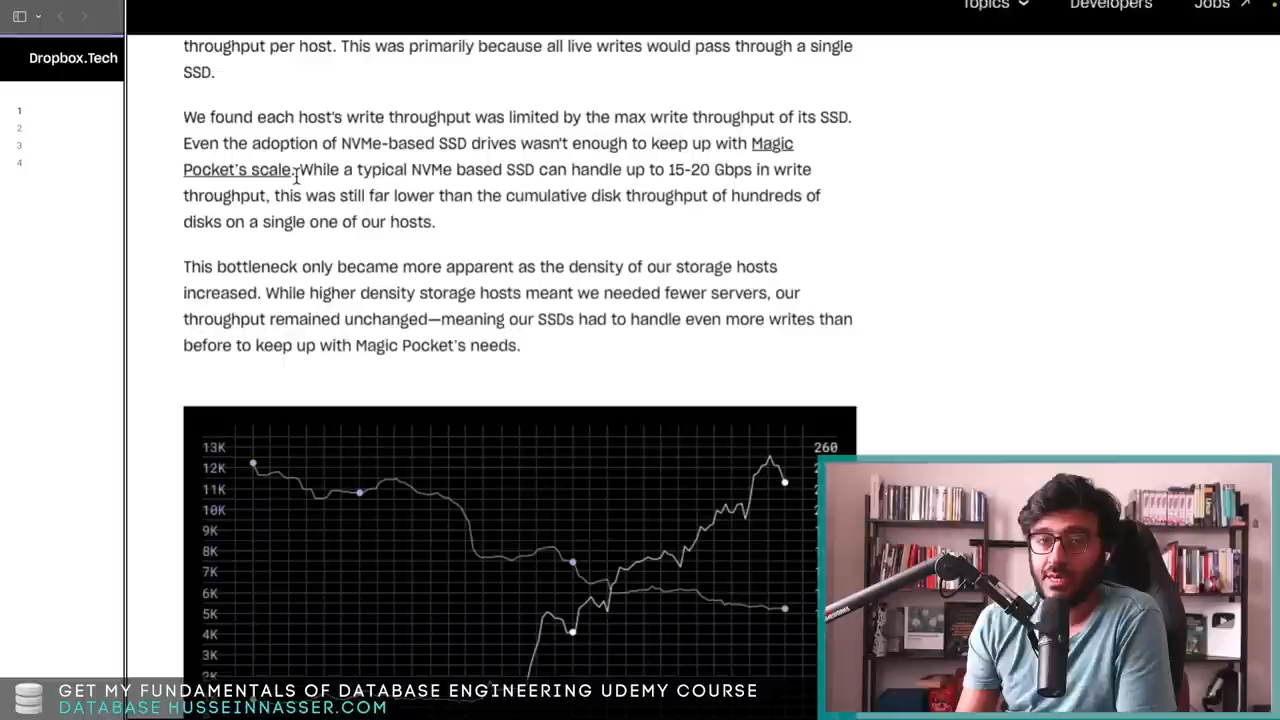 Topics
Developers
Jobs ↗
Dropbox.Tech
1
2
3
4
throughput per host. This was primarily because all live writes would pass through a single
SSD.
We found each host's write throughput was limited by the max write throughput of its SSD.
Even the adoption of NVMe-based SSD drives wasn't enough to keep up with Magic
Pocket's scale. While a typical NVMe based SSD can handle up to 15-20 Gbps in write
throughput, this was still far lower than the cumulative disk throughput of hundreds of
disks on a single one of our hosts.
This bottleneck only became more apparent as the density of our storage hosts
increased. While higher density storage hosts meant we needed fewer servers, our
throughput remained unchanged—meaning our SSDs had to handle even more writes than
before to keep up with Magic Pocket's needs.
13K
260
12K
11K
10K
9K
8K
7K
6K
5K
4K
3K
GET MY FUNDAMENTALS OF DATABASE ENGINEERING UDEMY COURSE
DATABASE.HUSSEINNASSER.COM